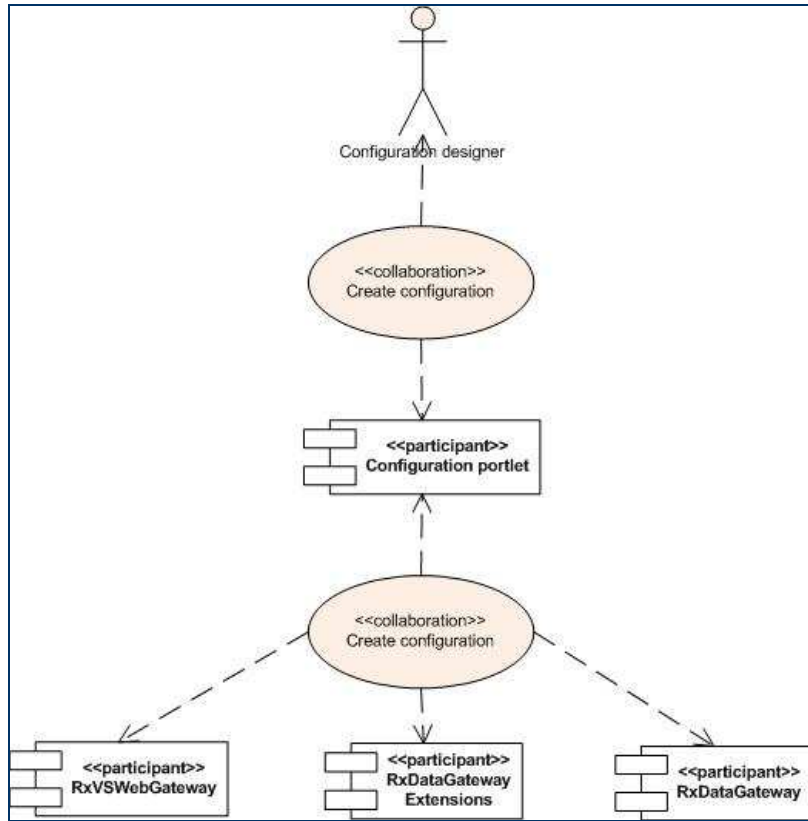 Configuration designer
<<collaboration>>
Create configuration
<<participant>>
Configuration portlet
<<collaboration>>
Create configuration
<<participant>>
RxVSWebGateway
<<participant>>
RxDataGateway
Extensions
<<participant>>
RxDataGateway